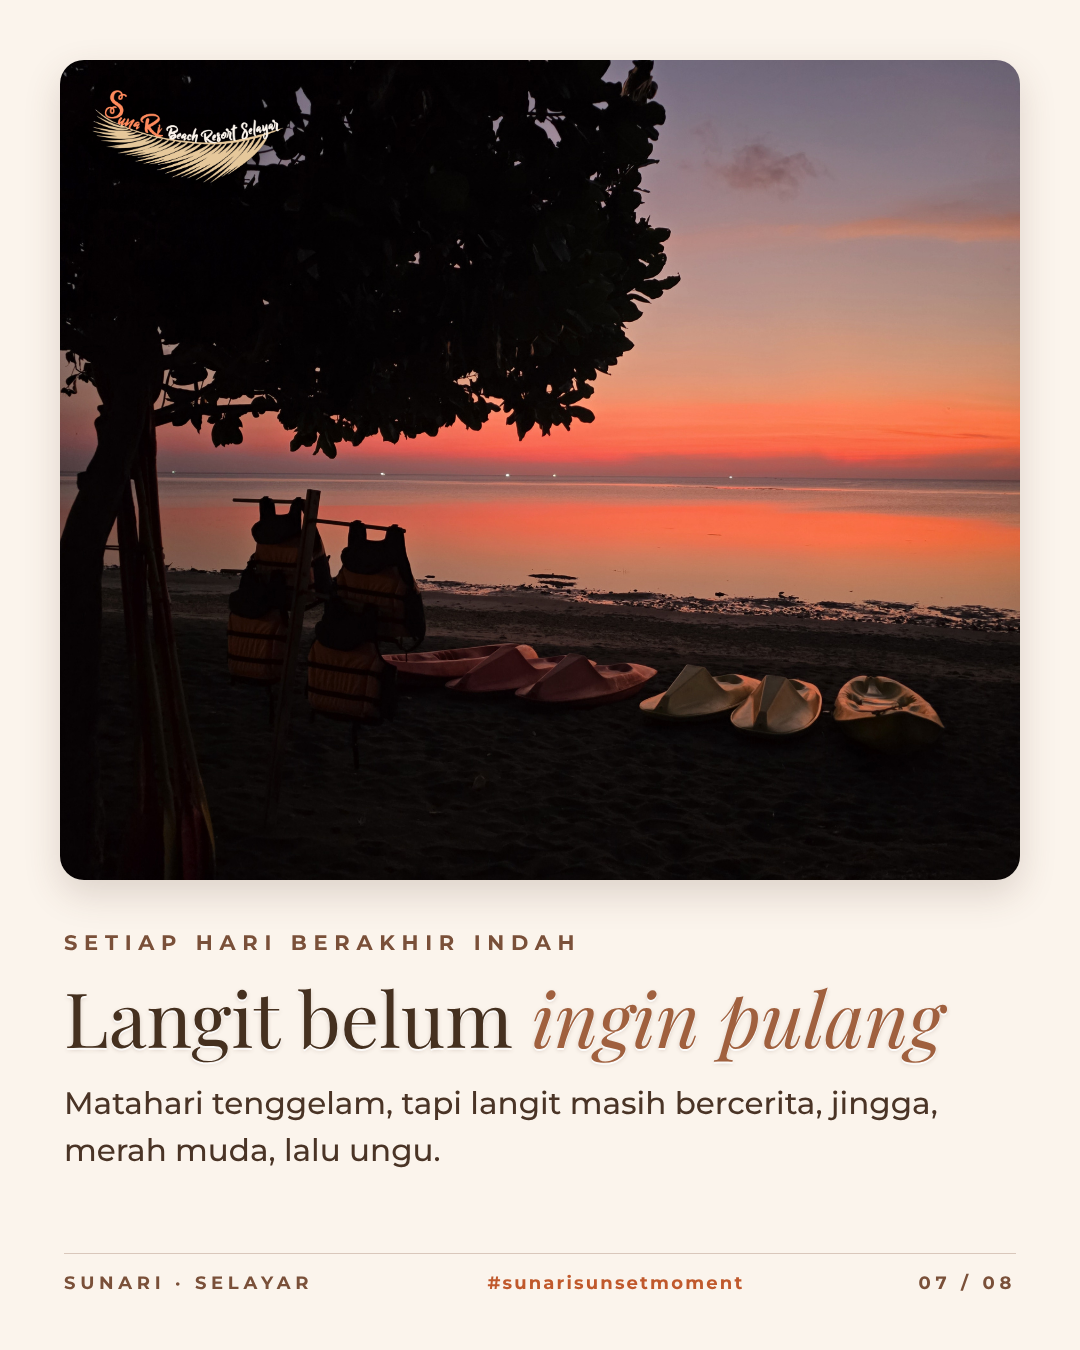 SunaRi Beach Resort Selayar
SETIAP HARI BERAKHIR INDAH
Langit belum ingin pulang
Matahari tenggelam, tapi langit masih bercerita, jingga,
merah muda, lalu ungu.
SUNARI · SELAYAR
#sunarisunsetmoment
07 / 08